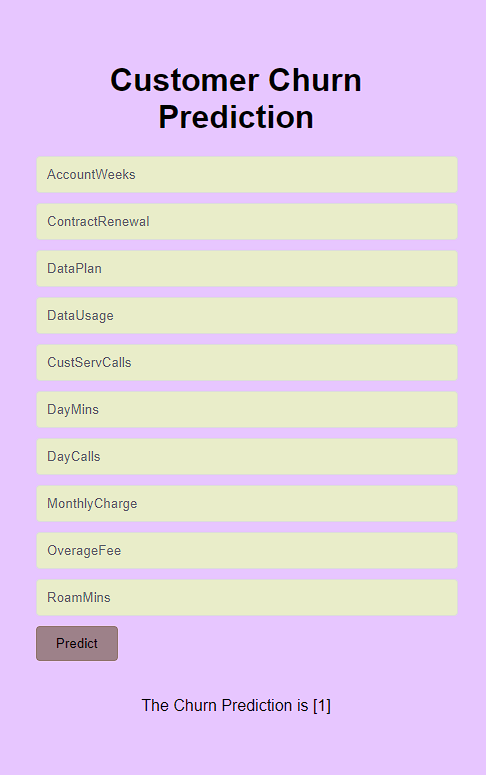 Customer Churn
Prediction
AccountWeeks
ContractRenewal
DataPlan
DataUsage
CustServCalls
DayMins
DayCalls
MonthlyCharge
OverageFee
RoamMins
Predict
The Churn Prediction is [1]